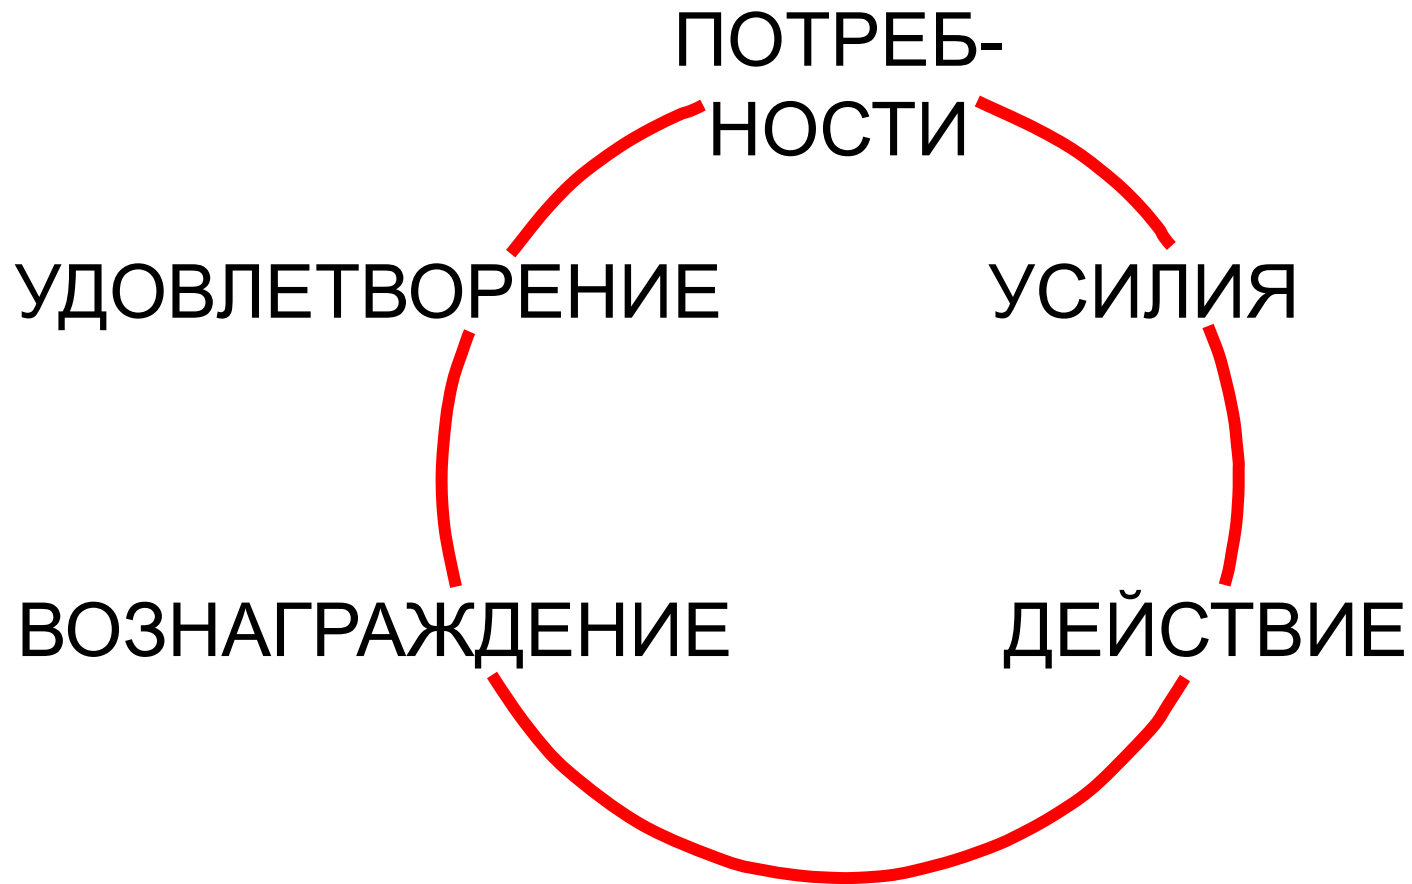 ПОТРЕБ-
НОСТИ
УДОВЛЕТВОРЕНИЕ
УСИЛИЯ
ВОЗНАГРАЖДЕНИЕ
ДЕЙСТВИЕ